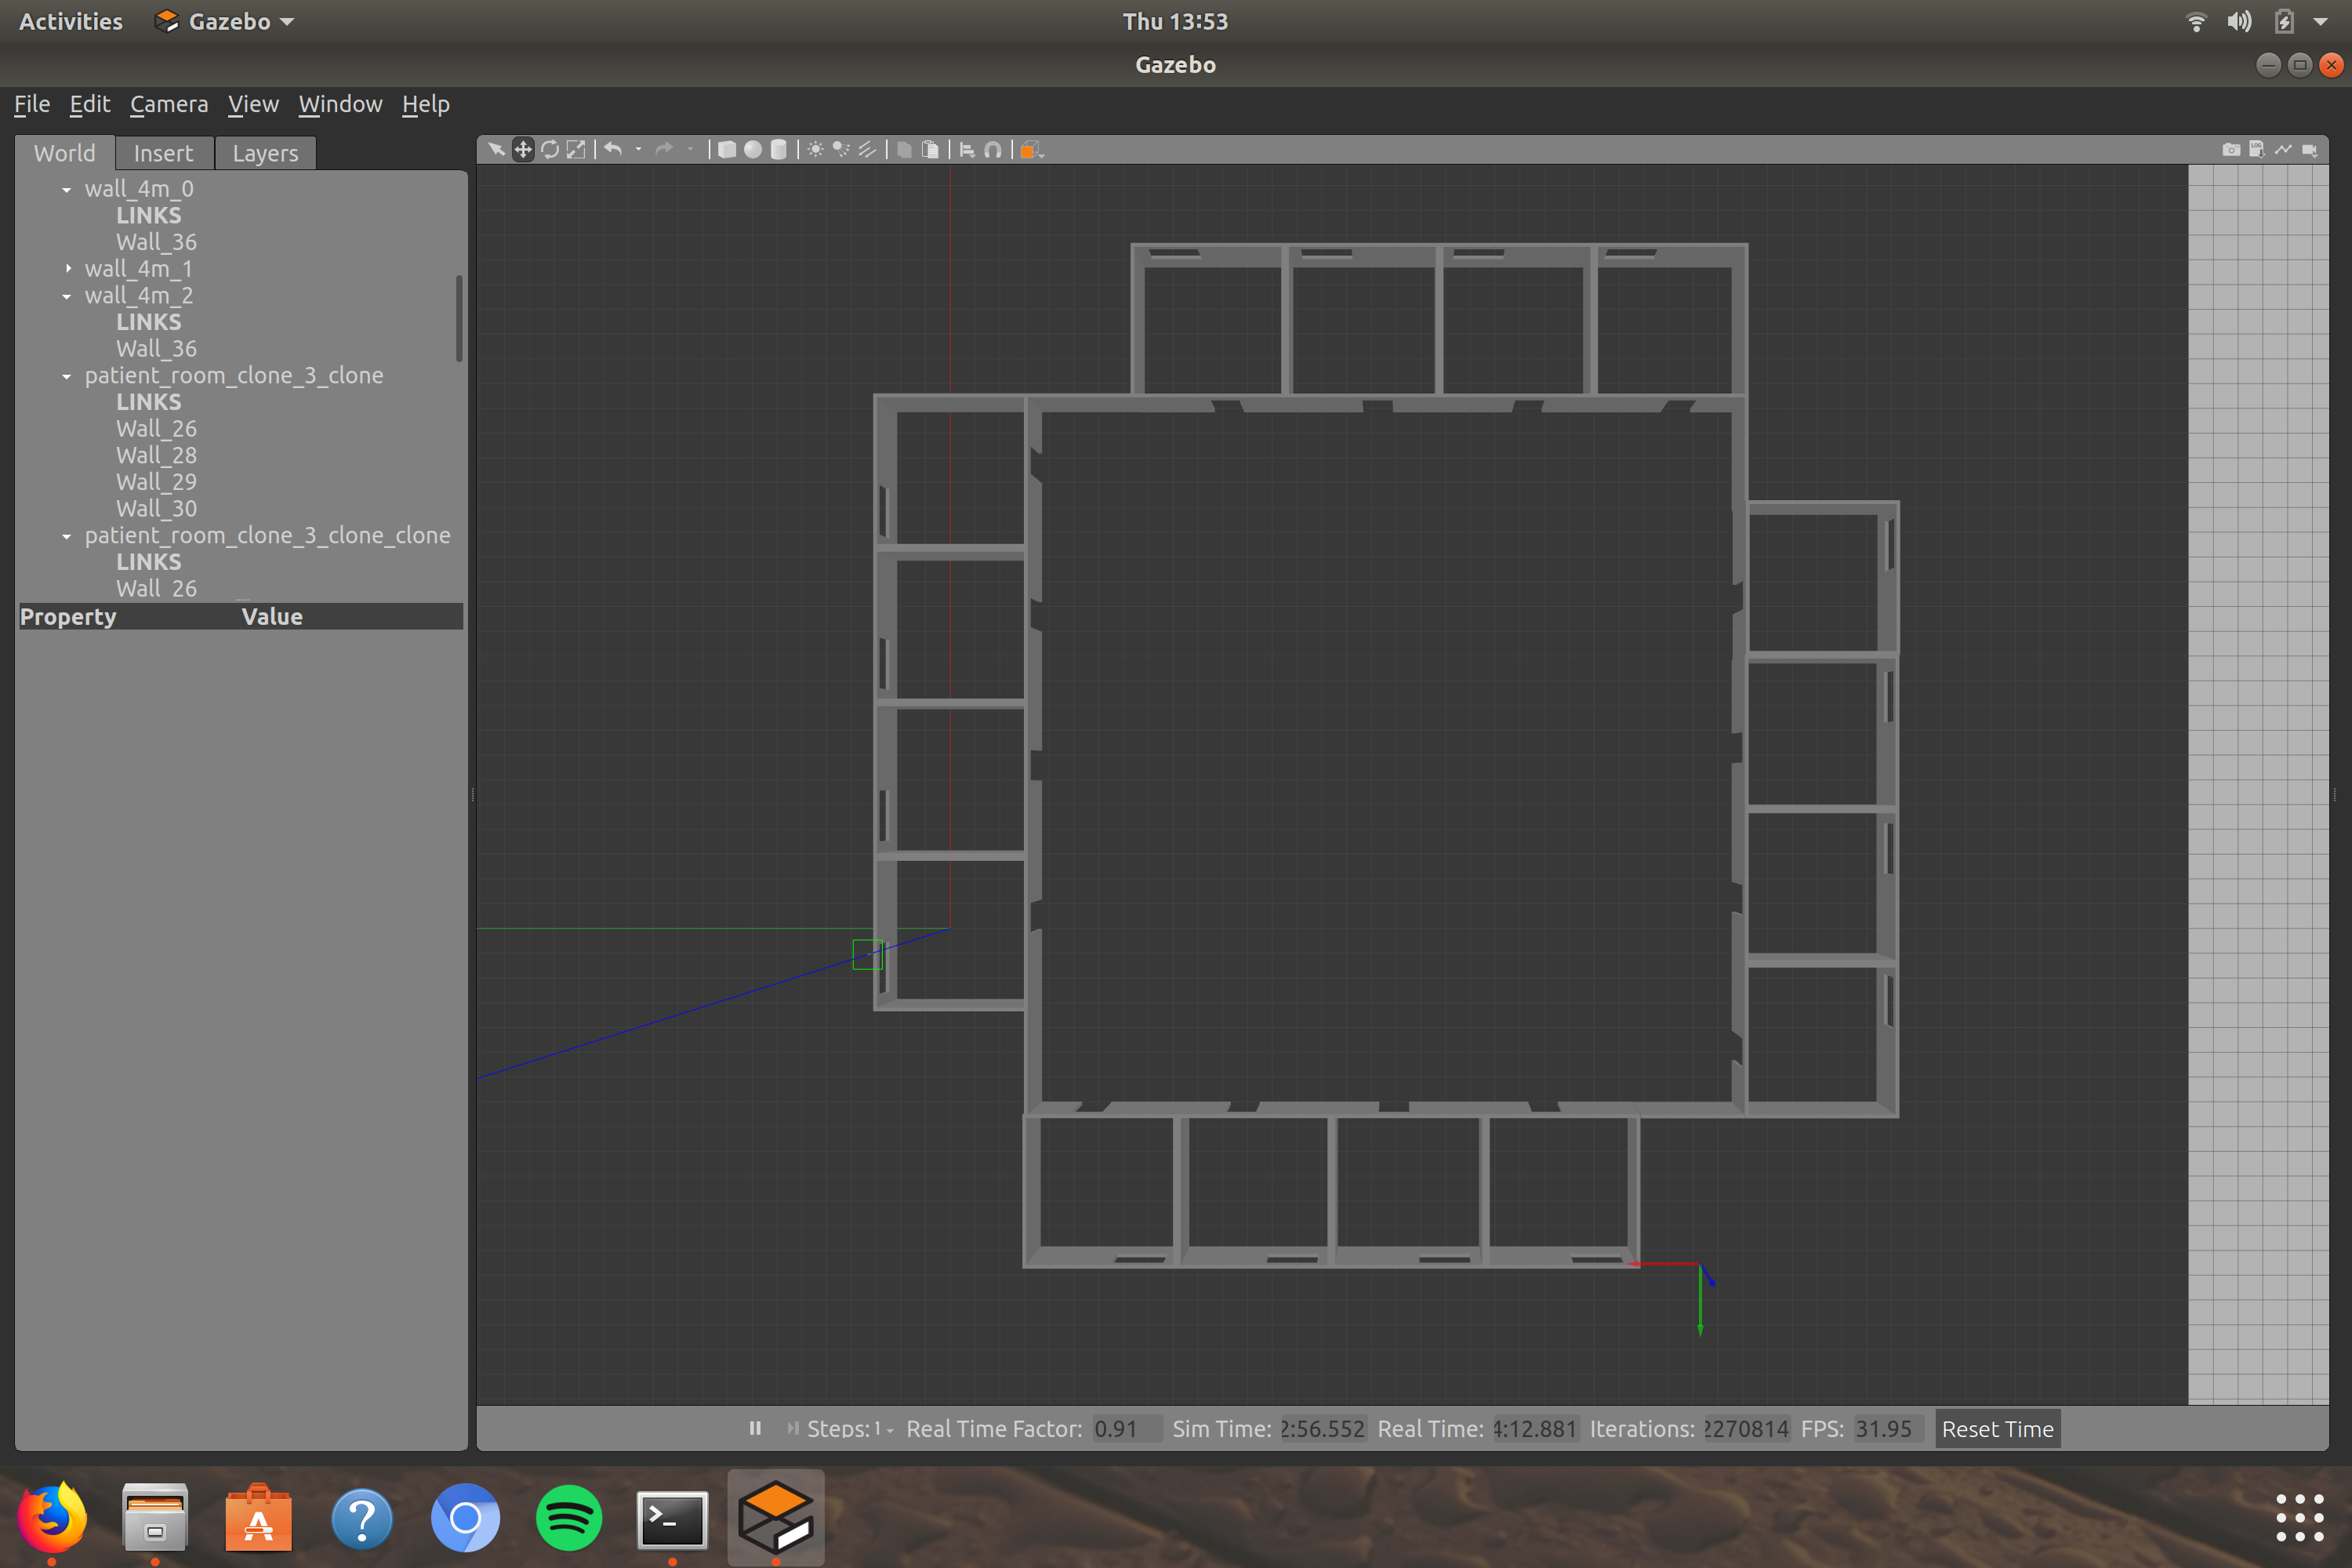 Activities Gazebo Thu 13:53
Gazebo
File Edit Camera View Window Help
World Insert Layers
wall_4m_0
LINKS
Wall_36
wall_4m_1
wall_4m_2
LINKS
Wall_36
patient_room_clone_3_clone
LINKS
Wall_26
Wall_28
Wall_29
Wall_30
patient_room_clone_3_clone_clone
LINKS
Wall_26
Property Value
LOG
Steps: 1 Real Time Factor: 0.91 Sim Time: 2:56.552 Real Time: 4:12.881 Iterations: 2270814 FPS: 31.95 Reset Time